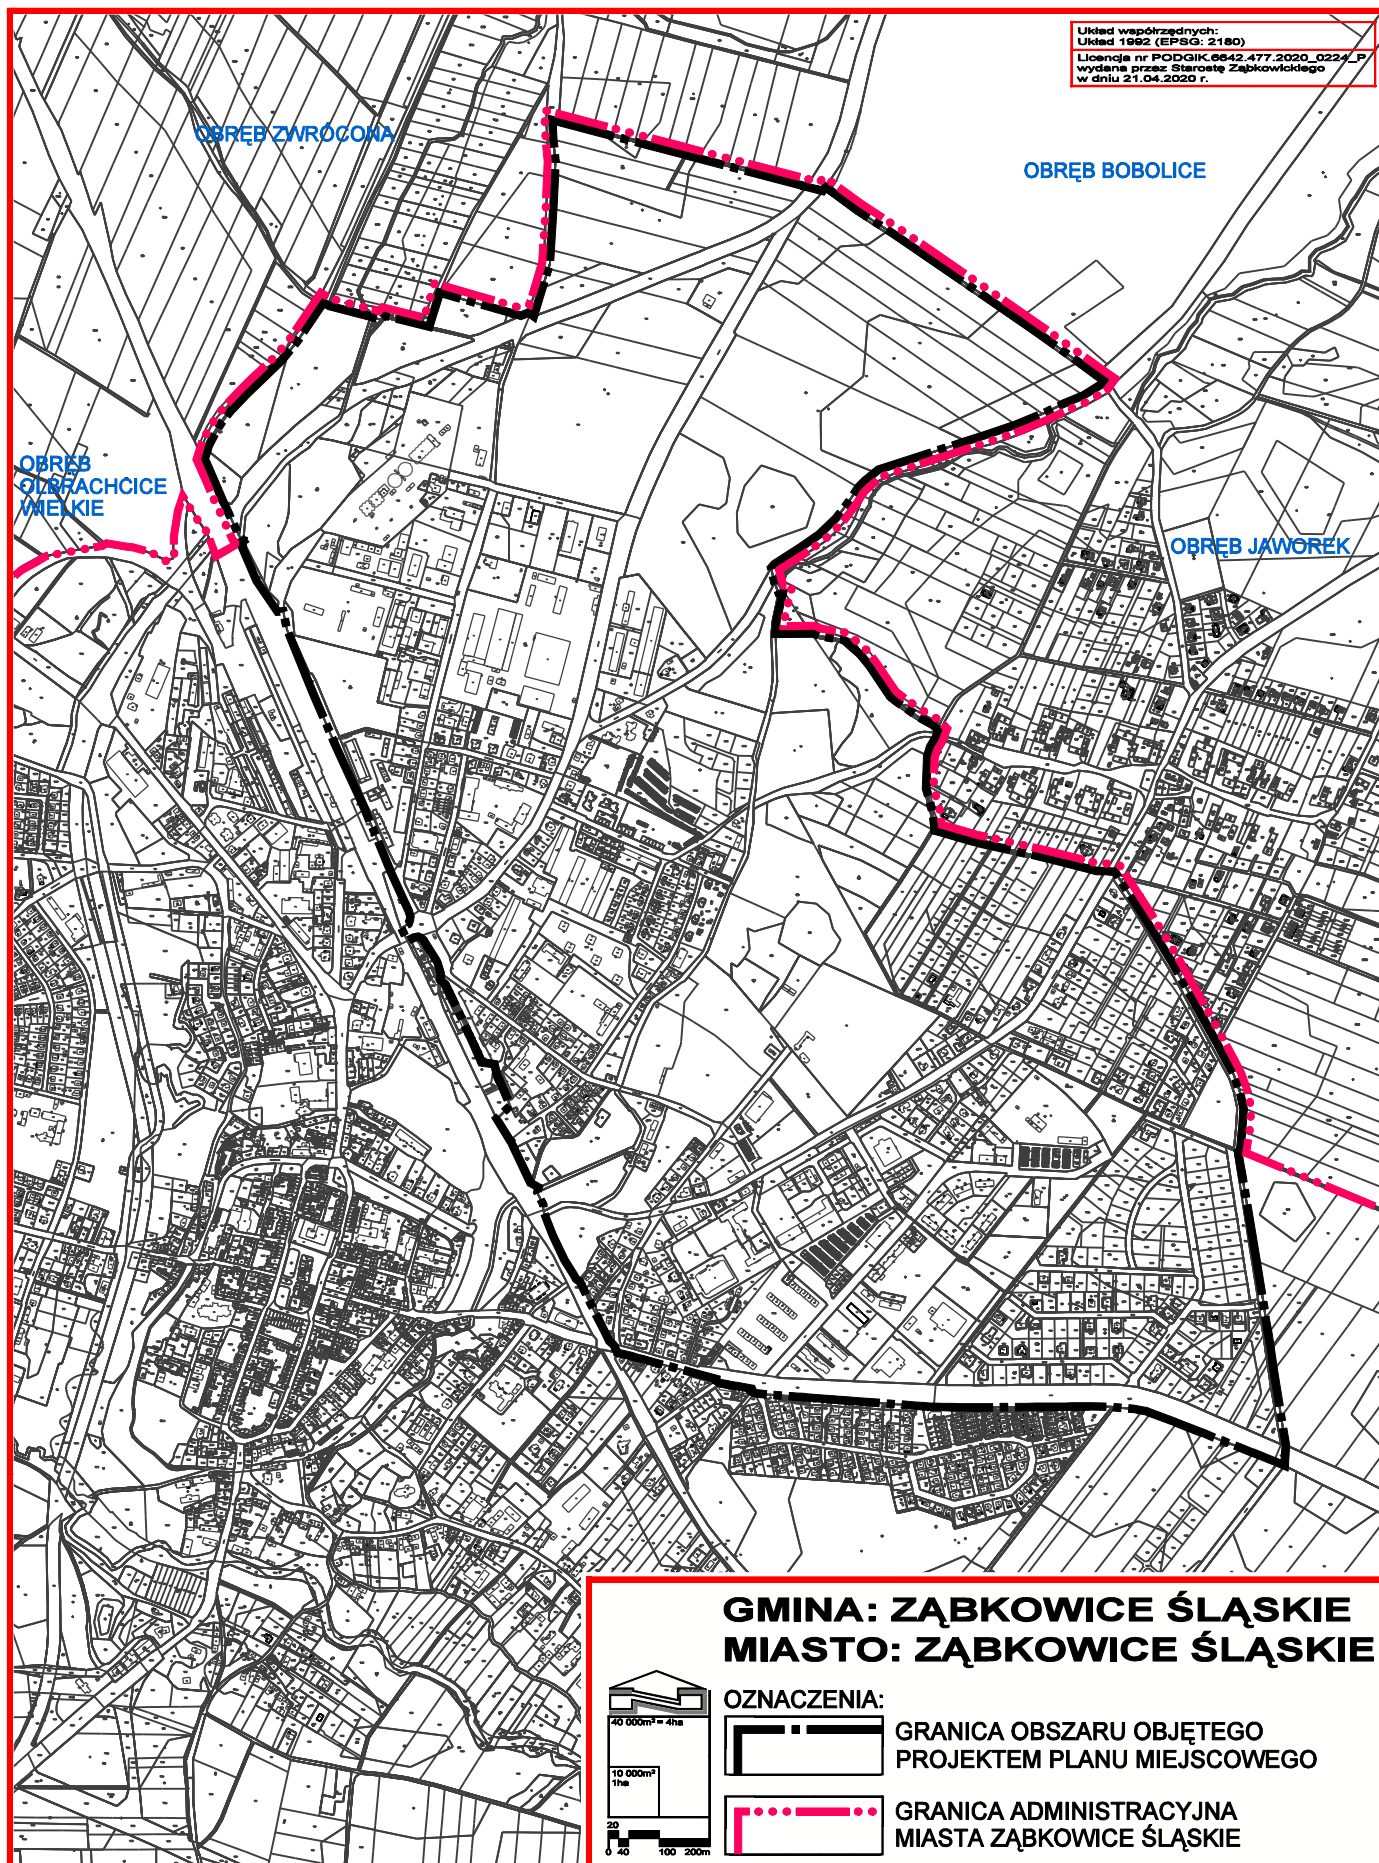 Układ współrzędnych:
Układ 1992 (EPSG: 2180)
Licencja nr PODGIK.6642.477.2020_0224_P
wydana przez Starostę Ząbkowickiego
w dniu 21.04.2020 r.
OBRĘB ZWRÓCONA
OBRĘB BOBOLICE
OBRĘB
OLBRACHCICE
WIELKIE
OBRĘB JAWOREK
GMINA: ZĄBKOWICE ŚLĄSKIE
MIASTO: ZĄBKOWICE ŚLĄSKIE
OZNACZENIA:
GRANICA OBSZARU OBJĘTEGO
PROJEKTEM PLANU MIEJSCOWEGO
GRANICA ADMINISTRACYJNA
MIASTA ZĄBKOWICE ŚLĄSKIE
40 000m² = 4ha
10 000m²
1ha
20
0 40 100 200m